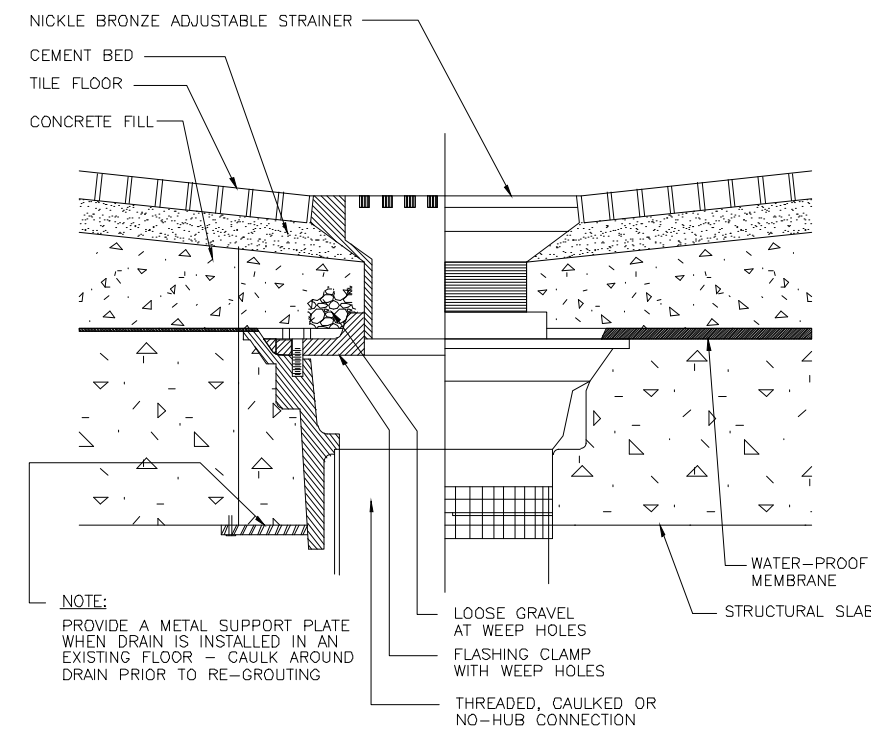 NICKLE BRONZE ADJUSTABLE STRAINER
CEMENT BED
TILE FLOOR
CONCRETE FILL
WATER-PROOF
MEMBRANE
STRUCTURAL SLAB
NOTE:
PROVIDE A METAL SUPPORT PLATE
WHEN DRAIN IS INSTALLED IN AN
EXISTING FLOOR - CAULK AROUND
DRAIN PRIOR TO RE-GROUTING
LOOSE GRAVEL
AT WEEP HOLES
FLASHING CLAMP
WITH WEEP HOLES
THREADED, CAULKED OR
NO-HUB CONNECTION